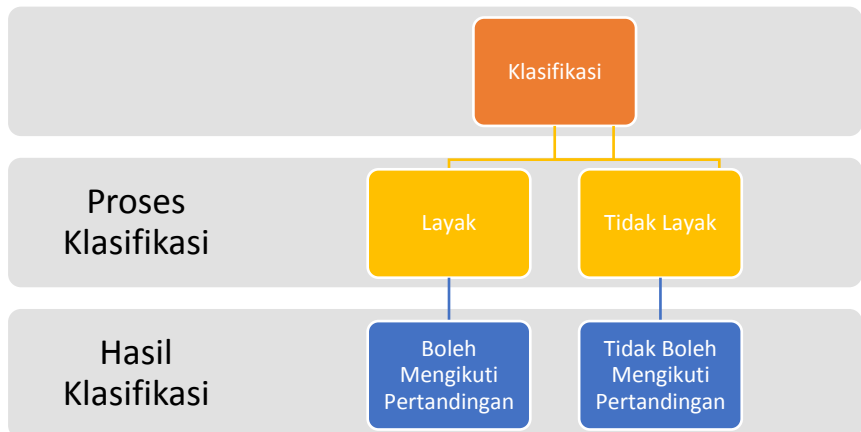 Klasifikasi
Proses
Klasifikasi
Layak
Tidak Layak
Hasil
Klasifikasi
Boleh
Mengikuti
Pertandingan
Tidak Boleh
Mengikuti
Pertandingan